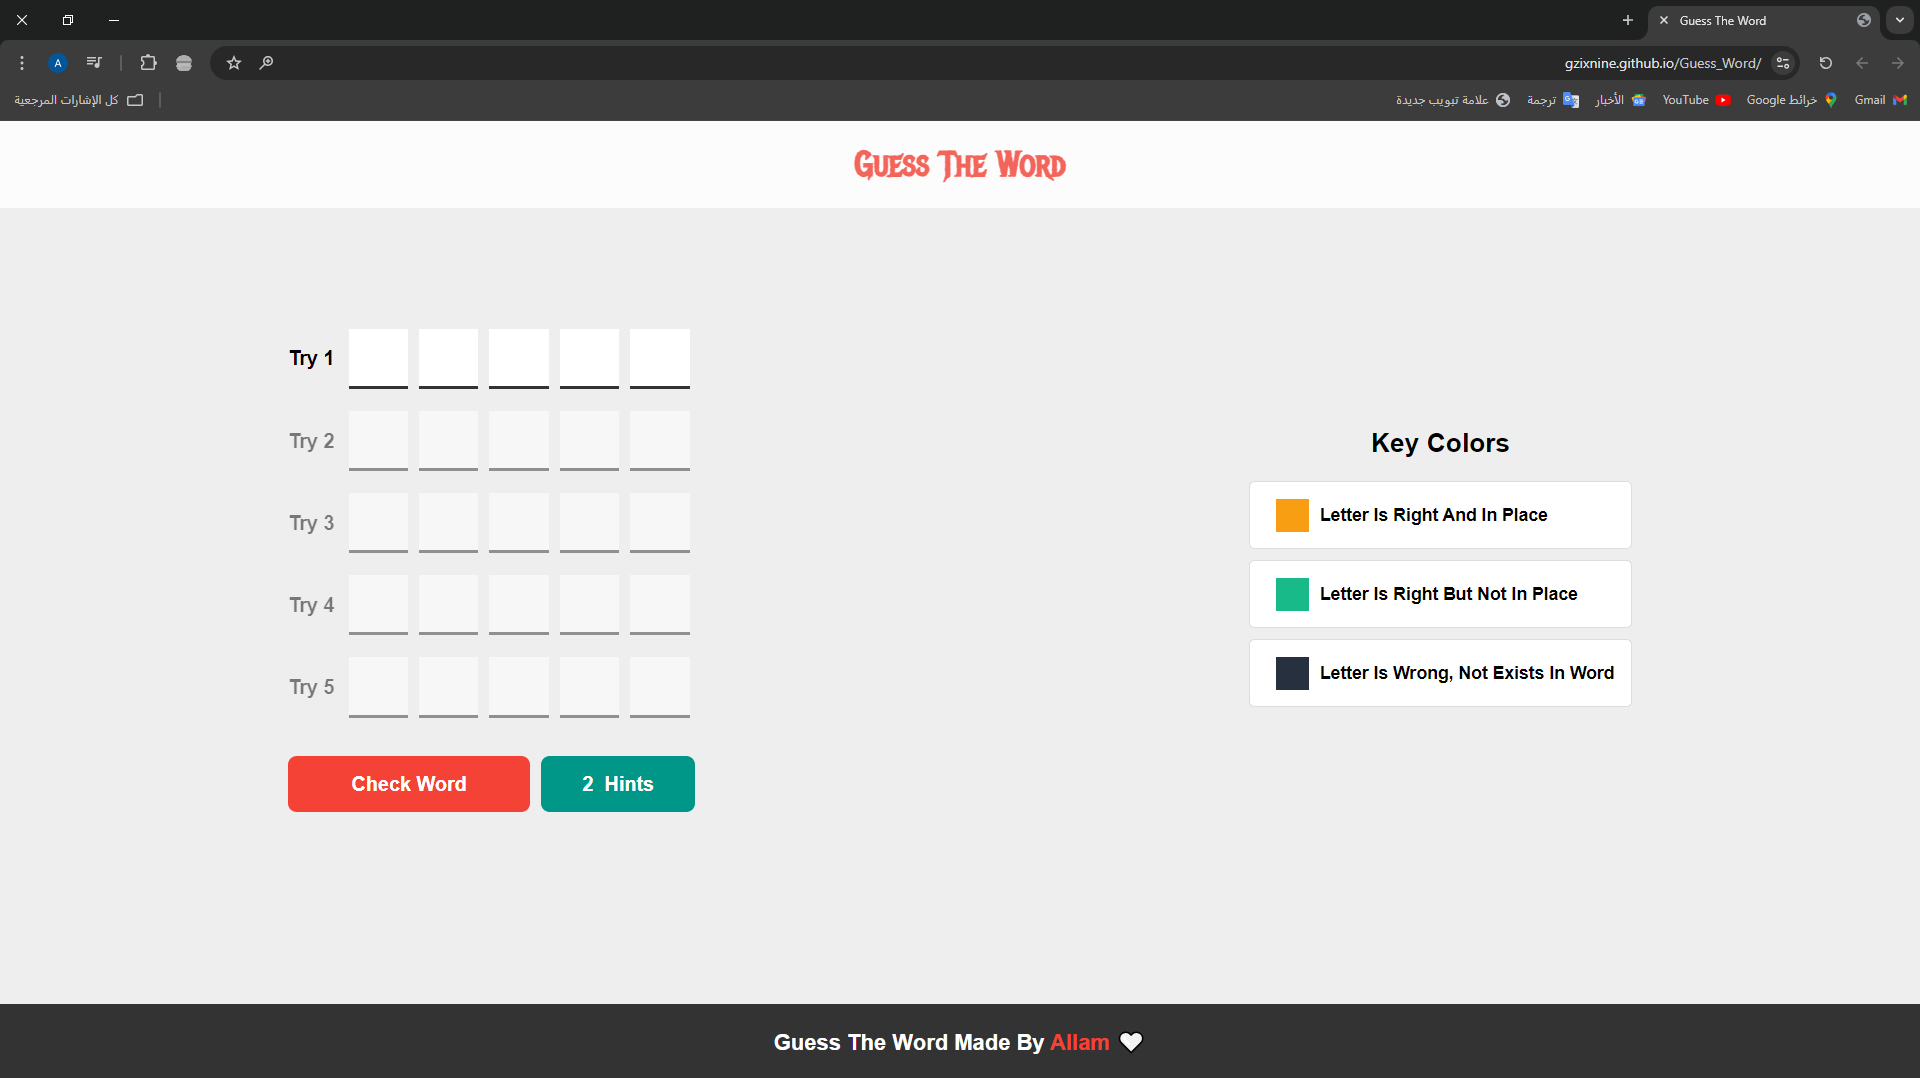 Guess The Word
A
gzixnine.github.io/Guess_Word/
كل الإشارات المرجعية
علامة تبويب جديدة
ترجمة
الأخبار
YouTube
خرائط Google
Gmail
Guess The Word
Try 1
Try 2
Try 3
Try 4
Try 5
Check Word
2 Hints
Key Colors
Letter Is Right And In Place
Letter Is Right But Not In Place
Letter Is Wrong, Not Exists In Word
Guess The Word Made By Allam